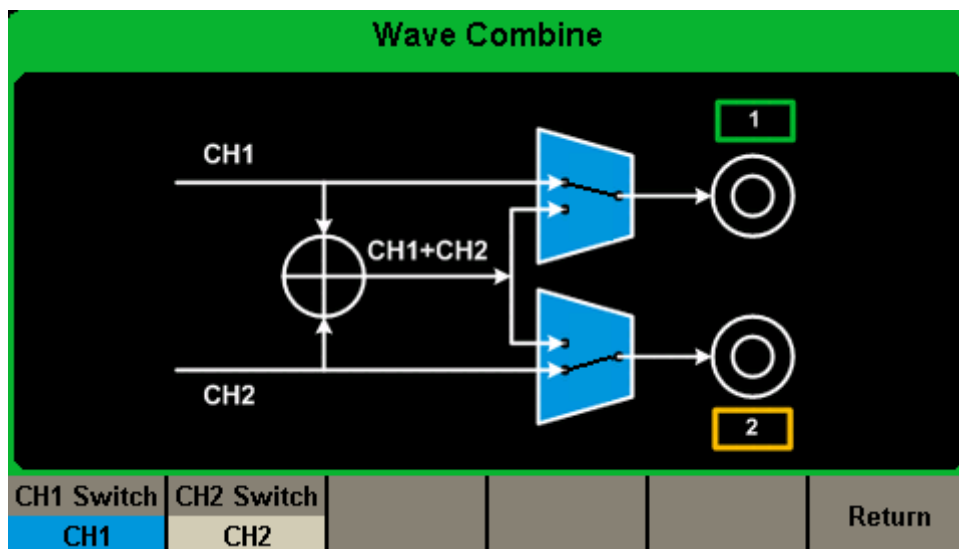 Wave Combine
1
CH1
CH1+CH2
CH2
2
CH1 Switch CH2 Switch
CH1 CH2
Return